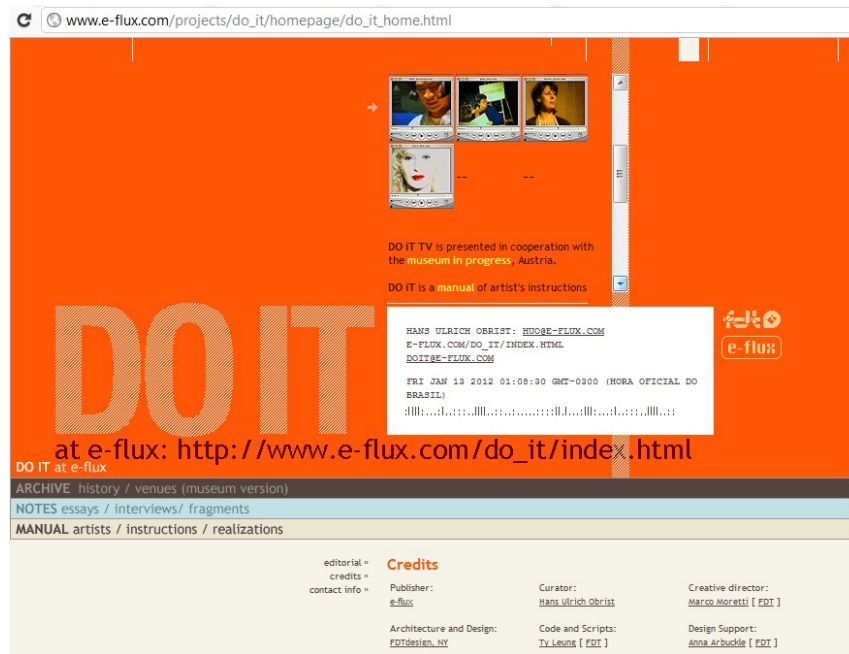 www.e-flux.com/projects/do_it/homepage/do_it_home.html
DO iT TV is presented in cooperation with
the museum in progress, Austria.
DO iT is a manual of artist's instructions
DO IT
HANS ULRICH OBRIST: HUO@E-FLUX.COM
E-FLUX.COM/DO_IT/INDEX.HTML
DOIT@E-FLUX.COM
FRI JAN 13 2012 01:08:30 GMT-0300 (HORA OFICIAL DO
BRASIL)
e-flux
at e-flux: http://www.e-flux.com/do_it/index.html
DO IT at e-flux
ARCHIVE history / venues (museum version)
NOTES essays / interviews/ fragments
MANUAL artists / instructions / realizations
editorial »
credits »
contact info »
Credits
Publisher:
e-flux
Curator:
Hans Ulrich Obrist
Creative director:
Marco Moretti [ FDT ]
Architecture and Design:
FDTdesign, NY
Code and Scripts:
Ty Leung [ FDT ]
Design Support:
Anna Arbuckle [ FDT ]